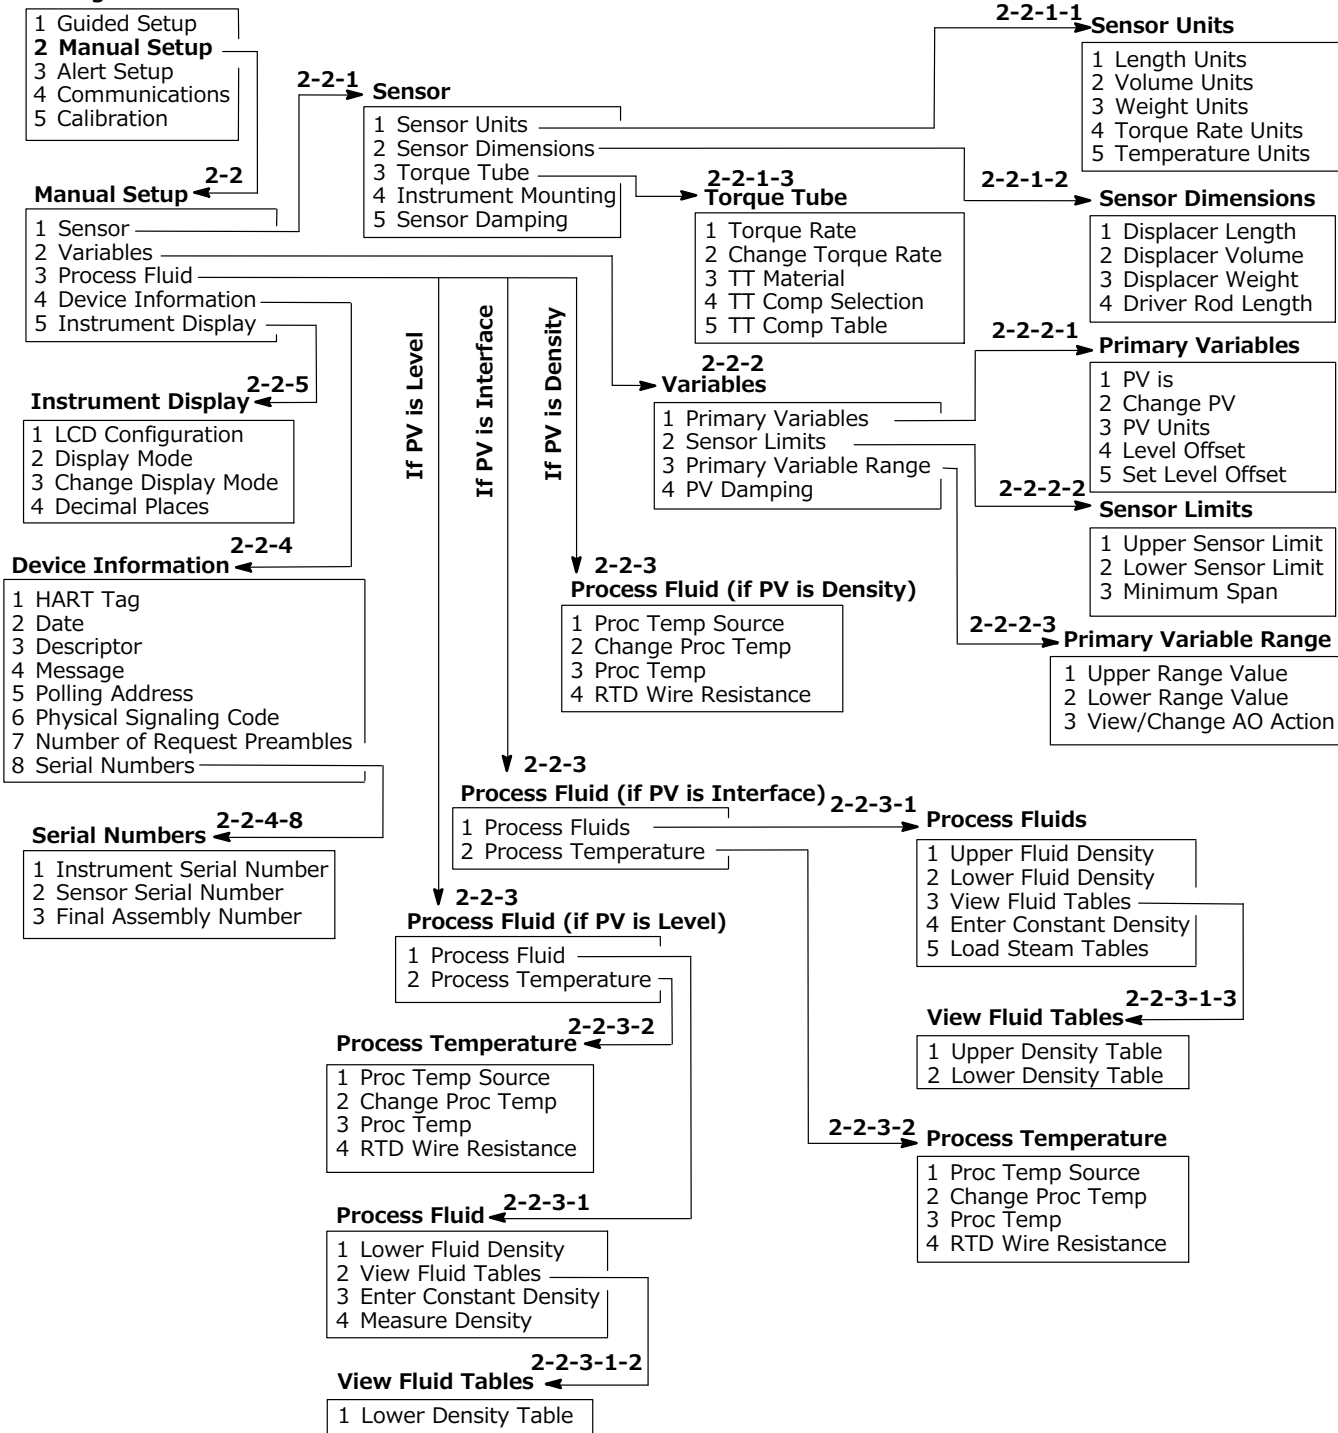 1 Guided Setup
2 Manual Setup
3 Alert Setup
4 Communications
5 Calibration
2-2
Manual Setup
1 Sensor
2 Variables
3 Process Fluid
4 Device Information
5 Instrument Display
2-2-1
Sensor
1 Sensor Units
2 Sensor Dimensions
3 Torque Tube
4 Instrument Mounting
5 Sensor Damping
2-2-1-1
Sensor Units
1 Length Units
2 Volume Units
3 Weight Units
4 Torque Rate Units
5 Temperature Units
2-2-1-2
Sensor Dimensions
1 Displacer Length
2 Displacer Volume
3 Displacer Weight
4 Driver Rod Length
2-2-1-3
Torque Tube
1 Torque Rate
2 Change Torque Rate
3 TT Material
4 TT Comp Selection
5 TT Comp Table
2-2-2
Variables
1 Primary Variables
2 Sensor Limits
3 Primary Variable Range
4 PV Damping
2-2-2-1
Primary Variables
1 PV is
2 Change PV
3 PV Units
4 Level Offset
5 Set Level Offset
2-2-2-2
Sensor Limits
1 Upper Sensor Limit
2 Lower Sensor Limit
3 Minimum Span
2-2-2-3
Primary Variable Range
1 Upper Range Value
2 Lower Range Value
3 View/Change AO Action
If PV is Level
If PV is Interface
If PV is Density
2-2-5
Instrument Display
1 LCD Configuration
2 Display Mode
3 Change Display Mode
4 Decimal Places
2-2-4
Device Information
1 HART Tag
2 Date
3 Descriptor
4 Message
5 Polling Address
6 Physical Signaling Code
7 Number of Request Preambles
8 Serial Numbers
2-2-4-8
Serial Numbers
1 Instrument Serial Number
2 Sensor Serial Number
3 Final Assembly Number
2-2-3
Process Fluid (if PV is Density)
1 Proc Temp Source
2 Change Proc Temp
3 Proc Temp
4 RTD Wire Resistance
2-2-3
Process Fluid (if PV is Interface)
1 Process Fluids
2 Process Temperature
2-2-3-1
Process Fluids
1 Upper Fluid Density
2 Lower Fluid Density
3 View Fluid Tables
4 Enter Constant Density
5 Load Steam Tables
2-2-3-1-3
View Fluid Tables
1 Upper Density Table
2 Lower Density Table
2-2-3-2
Process Temperature
1 Proc Temp Source
2 Change Proc Temp
3 Proc Temp
4 RTD Wire Resistance
2-2-3
Process Fluid (if PV is Level)
1 Process Fluid
2 Process Temperature
2-2-3-2
Process Temperature
1 Proc Temp Source
2 Change Proc Temp
3 Proc Temp
4 RTD Wire Resistance
2-2-3-1
Process Fluid
1 Lower Fluid Density
2 View Fluid Tables
3 Enter Constant Density
4 Measure Density
2-2-3-1-2
View Fluid Tables
1 Lower Density Table